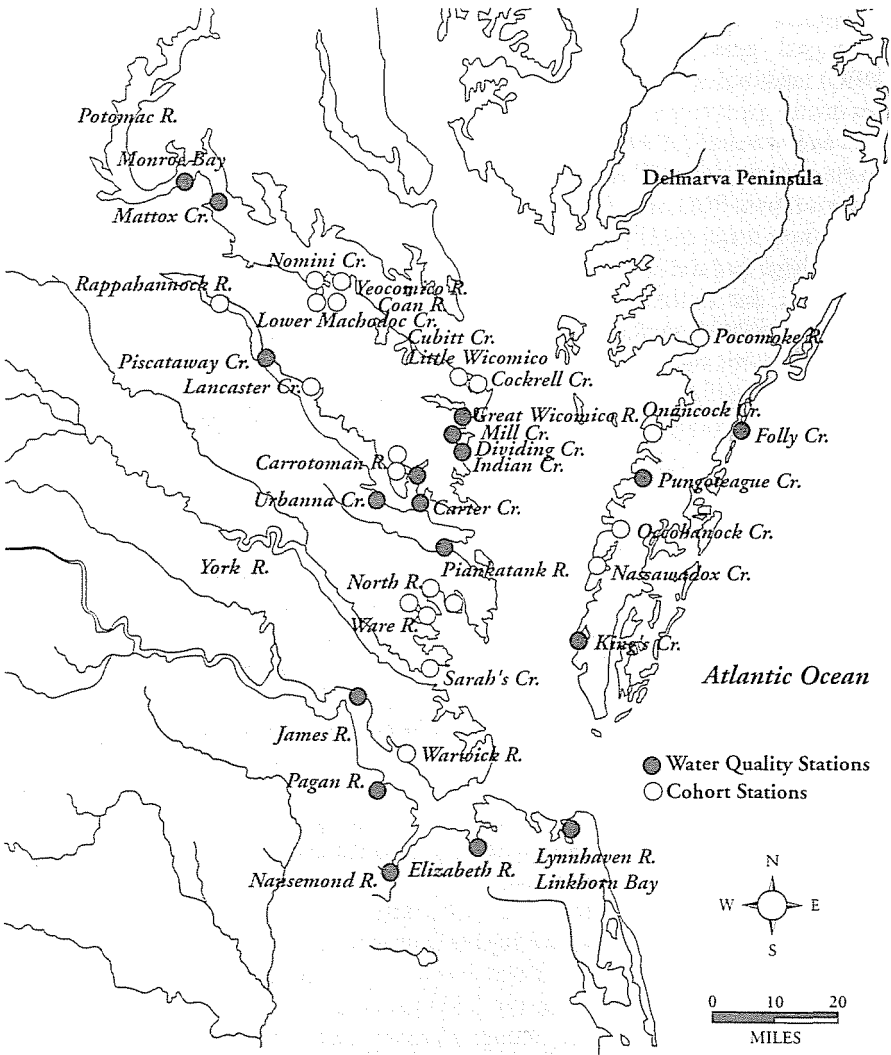 Potomac R.
Monroe Bay
Delmarva Peninsula
Mattox Cr.
Nomini Cr.
Rappahannock R.
Yeocomico R.
Coan R.
Lower Machodoc Cr.
Cubitt Cr.
Pocomoke R.
Piscataway Cr.
Little Wicomico
Lancaster Cr.
Cockrell Cr.
Great Wicomico R.
Onancock Cr.
Mill Cr.
Folly Cr.
Dividing Cr.
Carrotoman R.
Indian Cr.
Pungoteague Cr.
Urbanna Cr.
Carter Cr.
Occohanock Cr.
York R.
Piankatank R.
Nassawadox Cr.
North R.
Ware R.
King's Cr.
Sarah's Cr.
Atlantic Ocean
James R.
Warwick R.
Water Quality Stations
Pagan R.
Cohort Stations
Nansemond R.
Elizabeth R.
Lynnhaven R.
Linkhorn Bay
N
W E
S
0 10 20
MILES